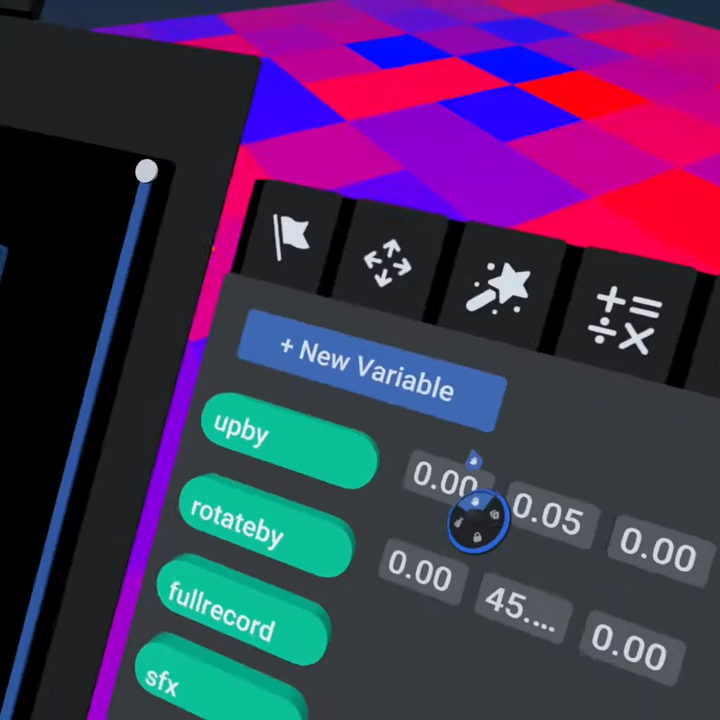 + New Variable
upby 0.00 0.05 0.00
rotateby 0.00 45.... 0.00
fullrecord
sfx